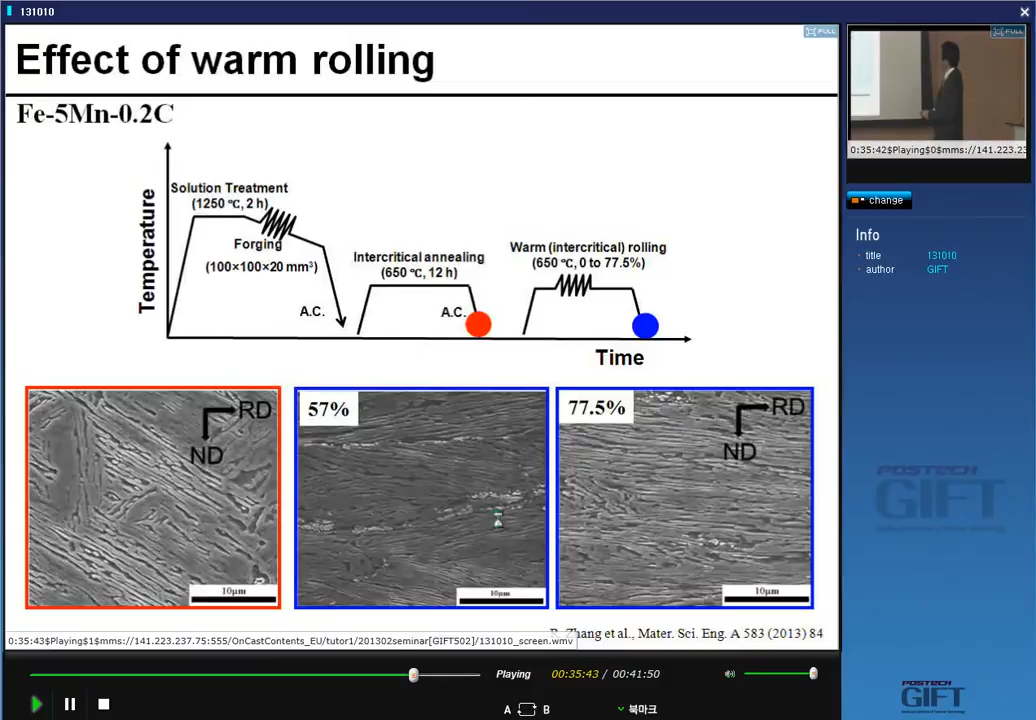 131010
FULL
Effect of warm rolling
Fe-5Mn-0.2C
Temperature
Solution Treatment
(1250 ℃, 2 h)
Forging
(100×100×20 mm³)
A.C.
Intercritical annealing
(650 ℃, 12 h)
A.C.
Warm (intercritical) rolling
(650 ℃, 0 to 77.5%)
Time
RD
ND
10μm
57%
10μm
77.5%
RD
ND
10μm
Zhang et al., Mater. Sci. Eng. A 583 (2013) 84
0:35:43$Playing$1$mms://141.223.237.75:555/OnCastContents_EU/tutor1/201302seminar[GIFT502]/131010_screen.wmv
Playing
00:35:43 / 00:41:50
A B
북마크
FULL
0:35:42$Playing$0$mms://141.223.23
change
Info
title 131010
author GIFT
POSTECH
GIFT
POSTECH
GIFT